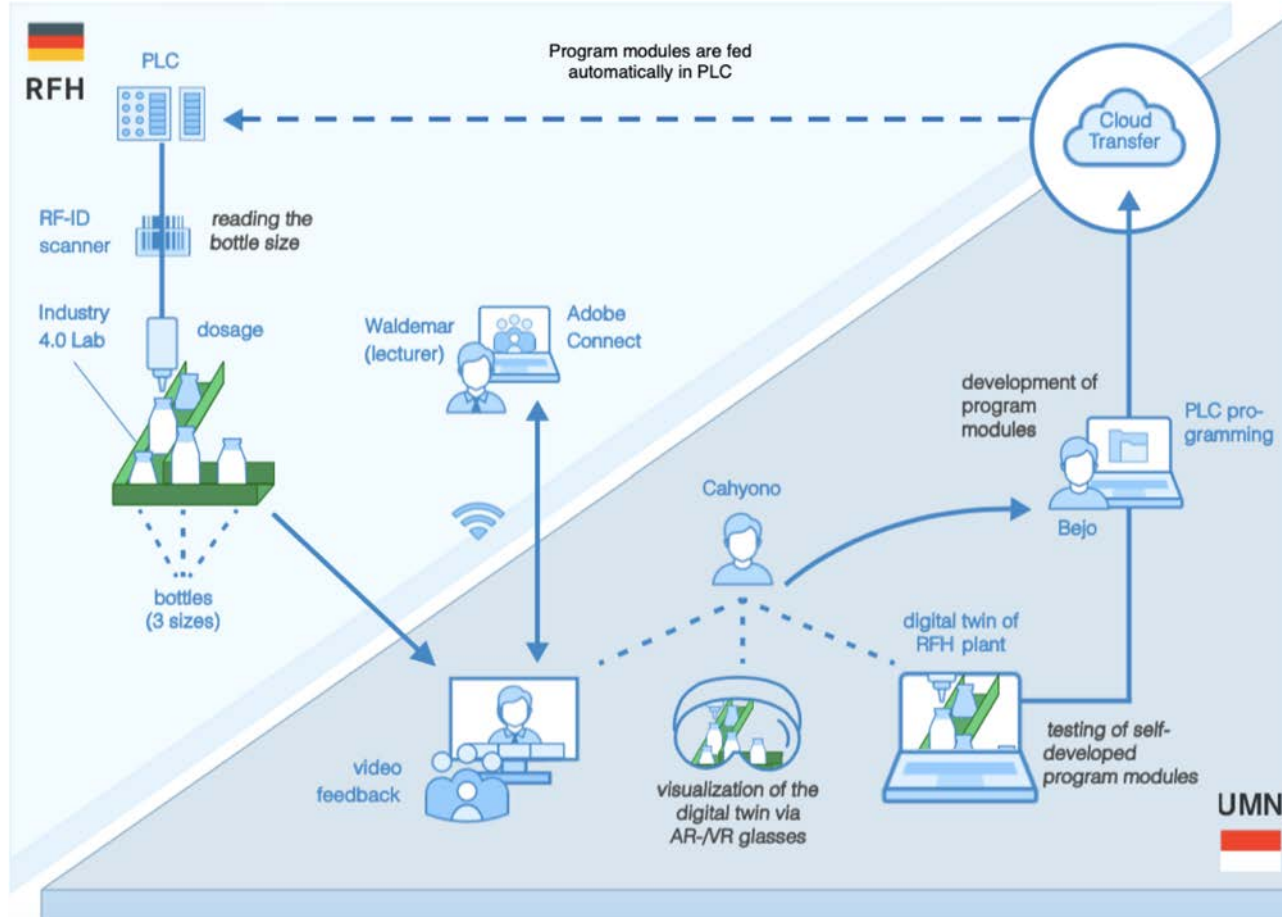 RFH
PLC
Program modules are fed
automatically in PLC
Cloud
Transfer
RF-ID
scanner
reading the
bottle size
Industry
4.0 Lab
dosage
Waldemar
(lecturer)
Adobe
Connect
development of
program
modules
PLC pro-
gramming
Cahyono
Bejo
bottles
(3 sizes)
digital twin of
RFH plant
video
feedback
visualization of the
digital twin via
AR-/VR glasses
testing of self-
developed
program modules
UMN